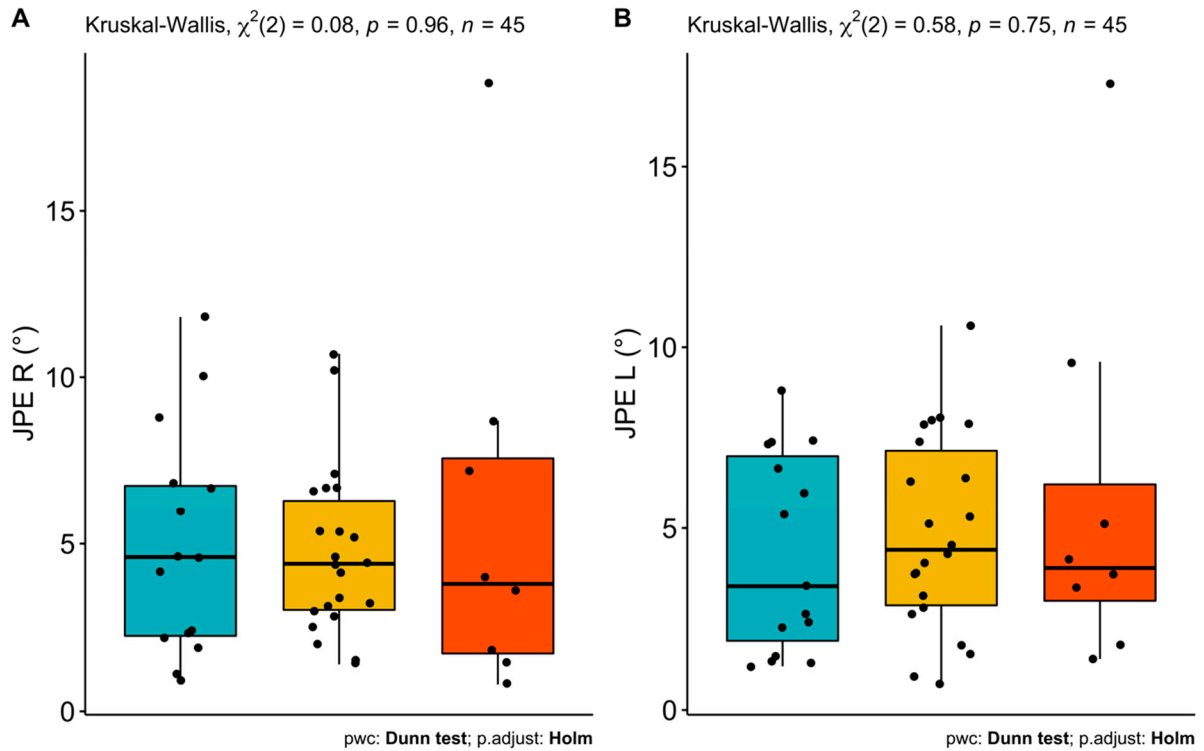 A
Kruskal-Wallis, χ²(2) = 0.08, p = 0.96, n = 45
JPE R (°)
15
10
5
0
pwc: Dunn test; p.adjust: Holm
B
Kruskal-Wallis, χ²(2) = 0.58, p = 0.75, n = 45
JPE L (°)
15
10
5
0
pwc: Dunn test; p.adjust: Holm